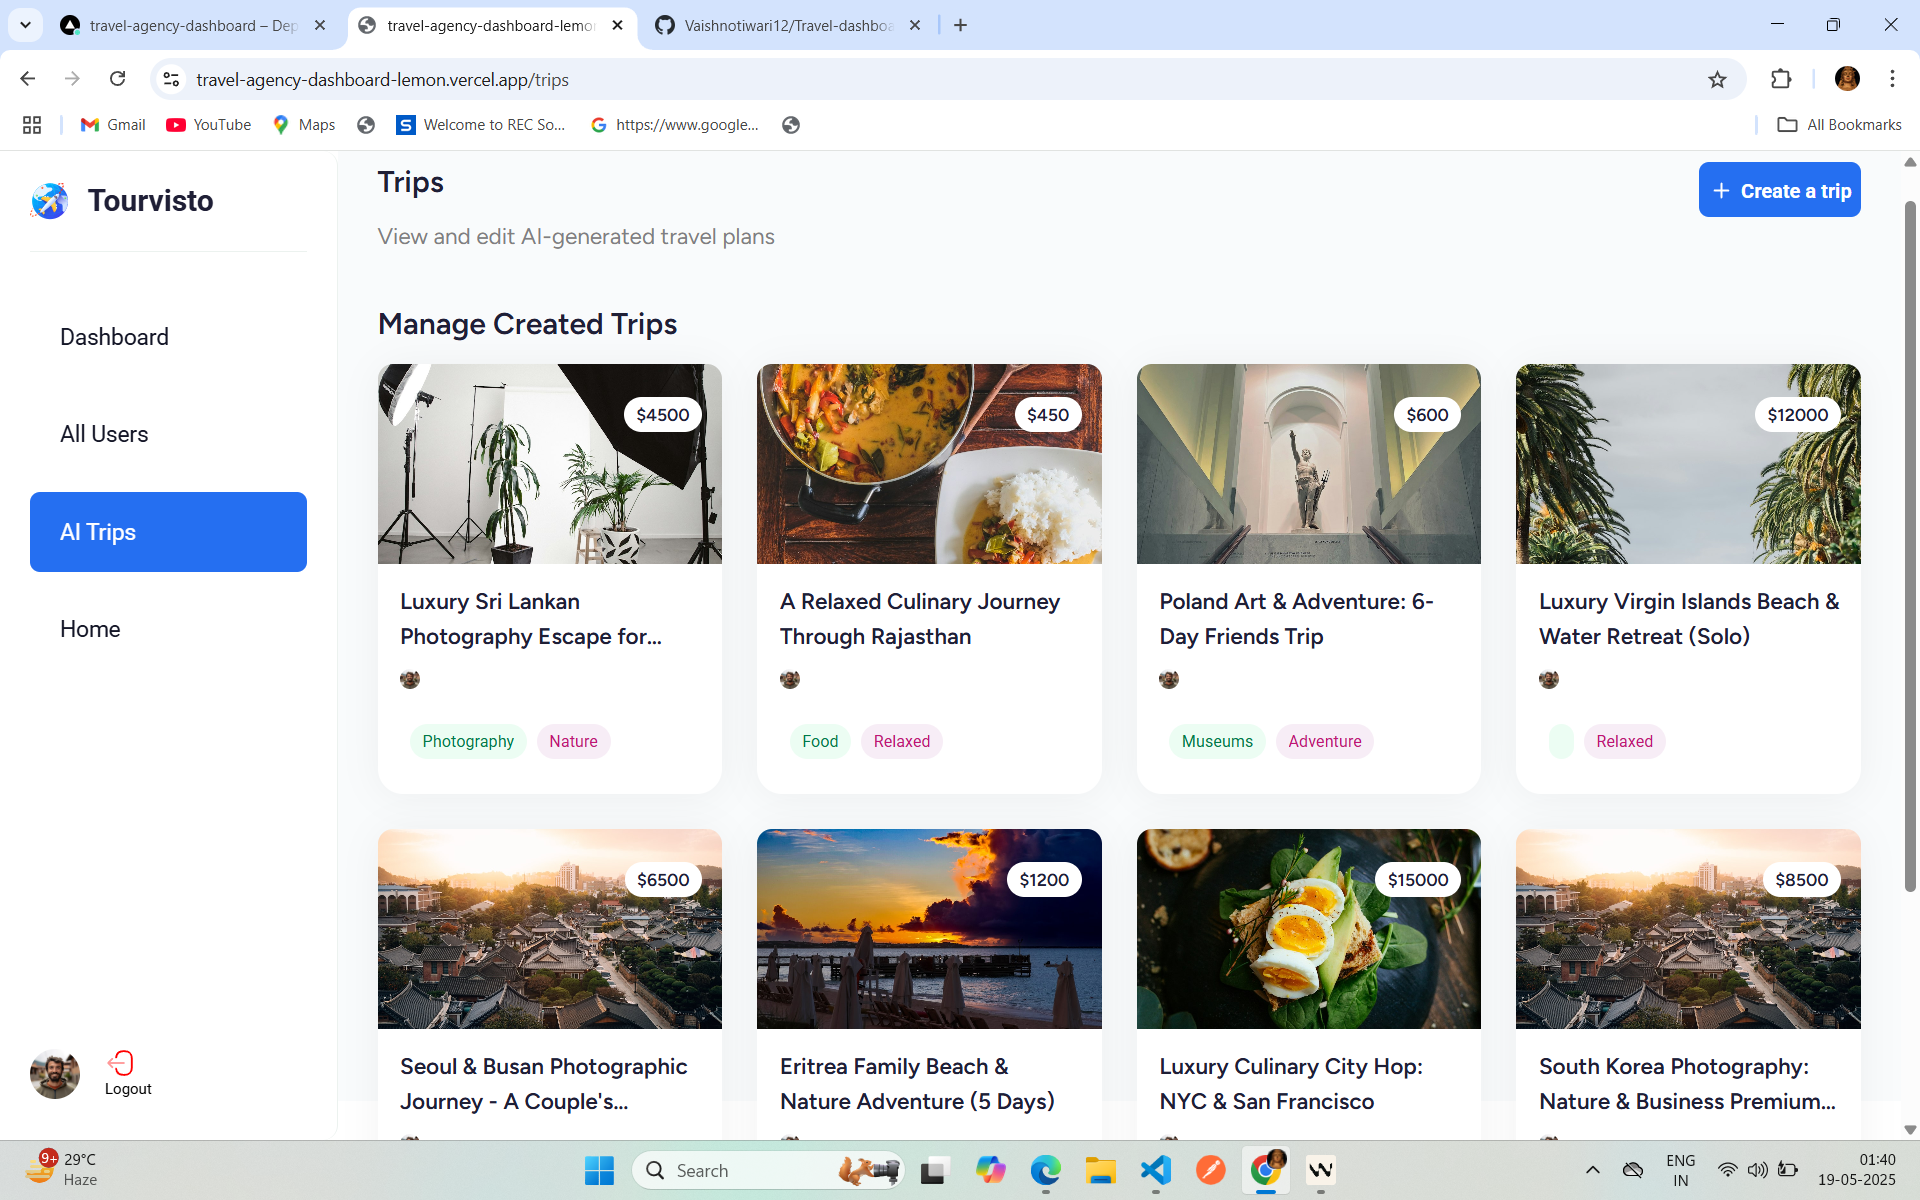 travel-agency-dashboard – Dep
travel-agency-dashboard-lemo
Vaishnotiwari12/Travel-dashboa
travel-agency-dashboard-lemon.vercel.app/trips
Gmail
YouTube
Maps
S
Welcome to REC So...
https://www.google...
All Bookmarks
Tourvisto
Dashboard
All Users
AI Trips
Home
Logout
Trips
+ Create a trip
View and edit AI-generated travel plans
Manage Created Trips
$4500
Luxury Sri Lankan
Photography Escape for...
Photography
Nature
$450
A Relaxed Culinary Journey
Through Rajasthan
Food
Relaxed
$600
Poland Art & Adventure: 6-
Day Friends Trip
Museums
Adventure
$12000
Luxury Virgin Islands Beach &
Water Retreat (Solo)
Relaxed
$6500
Seoul & Busan Photographic
Journey - A Couple's...
$1200
Eritrea Family Beach &
Nature Adventure (5 Days)
$15000
Luxury Culinary City Hop:
NYC & San Francisco
$8500
South Korea Photography:
Nature & Business Premium...
9+
29°C
Haze
Search
W
ENG
IN
01:40
19-05-2025